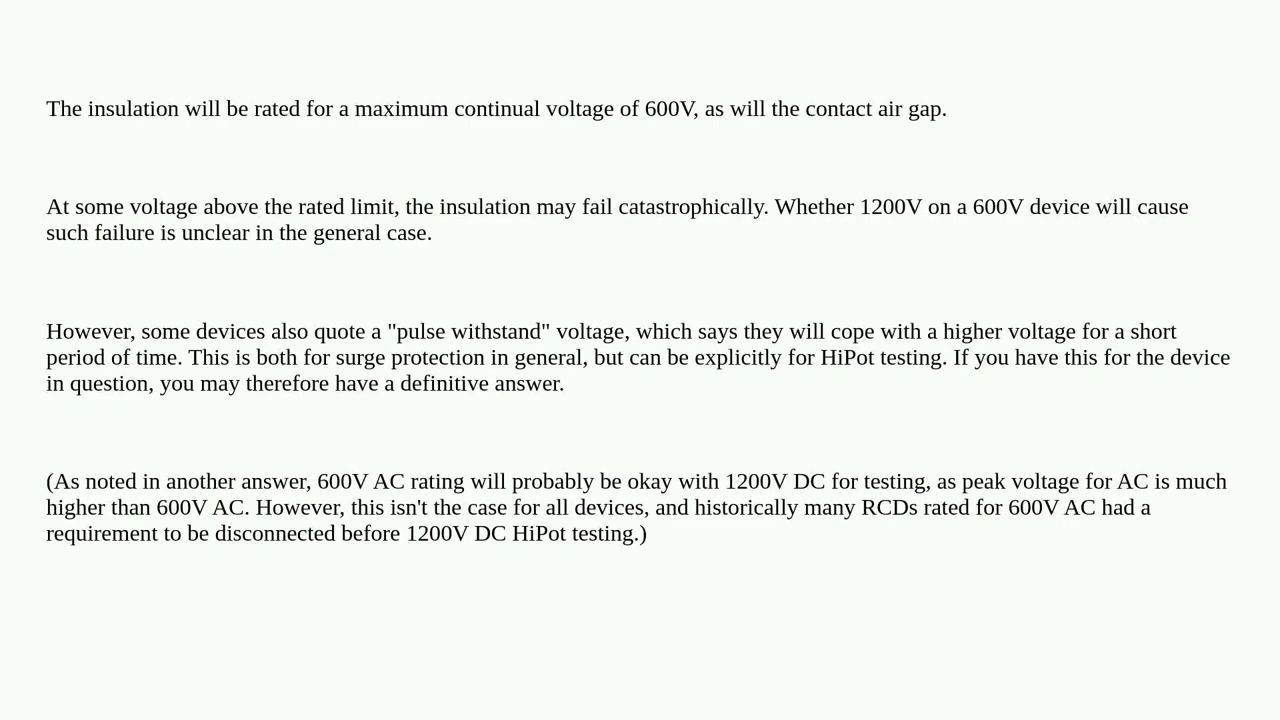 The insulation will be rated for a maximum continual voltage of 600V, as will the contact air gap.
At some voltage above the rated limit, the insulation may fail catastrophically. Whether 1200V on a 600V device will cause
such failure is unclear in the general case.
However, some devices also quote a "pulse withstand" voltage, which says they will cope with a higher voltage for a short
period of time. This is both for surge protection in general, but can be explicitly for HiPot testing. If you have this for the device
in question, you may therefore have a definitive answer.
(As noted in another answer, 600V AC rating will probably be okay with 1200V DC for testing, as peak voltage for AC is much
higher than 600V AC. However, this isn't the case for all devices, and historically many RCDs rated for 600V AC had a
requirement to be disconnected before 1200V DC HiPot testing.)